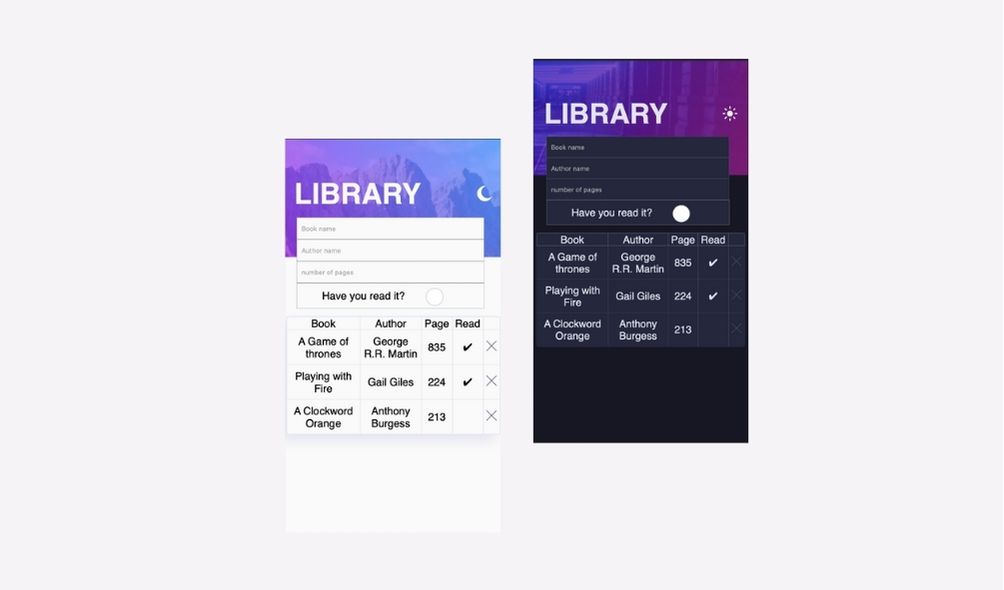 LIBRARY
Book name
Author name
number of pages
Have you read it?
Book Author Page Read
A Game of
thrones
George
R.R. Martin
835 ✔
Playing with
Fire
Gail Giles
224 ✔
A Clockword
Orange
Anthony
Burgess
213
LIBRARY
Book name
Author name
number of pages
Have you read it?
Book Author Page Read
A Game of
thrones
George
R.R. Martin
835 ✔
Playing with
Fire
Gail Giles
224 ✔
A Clockword
Orange
Anthony
Burgess
213